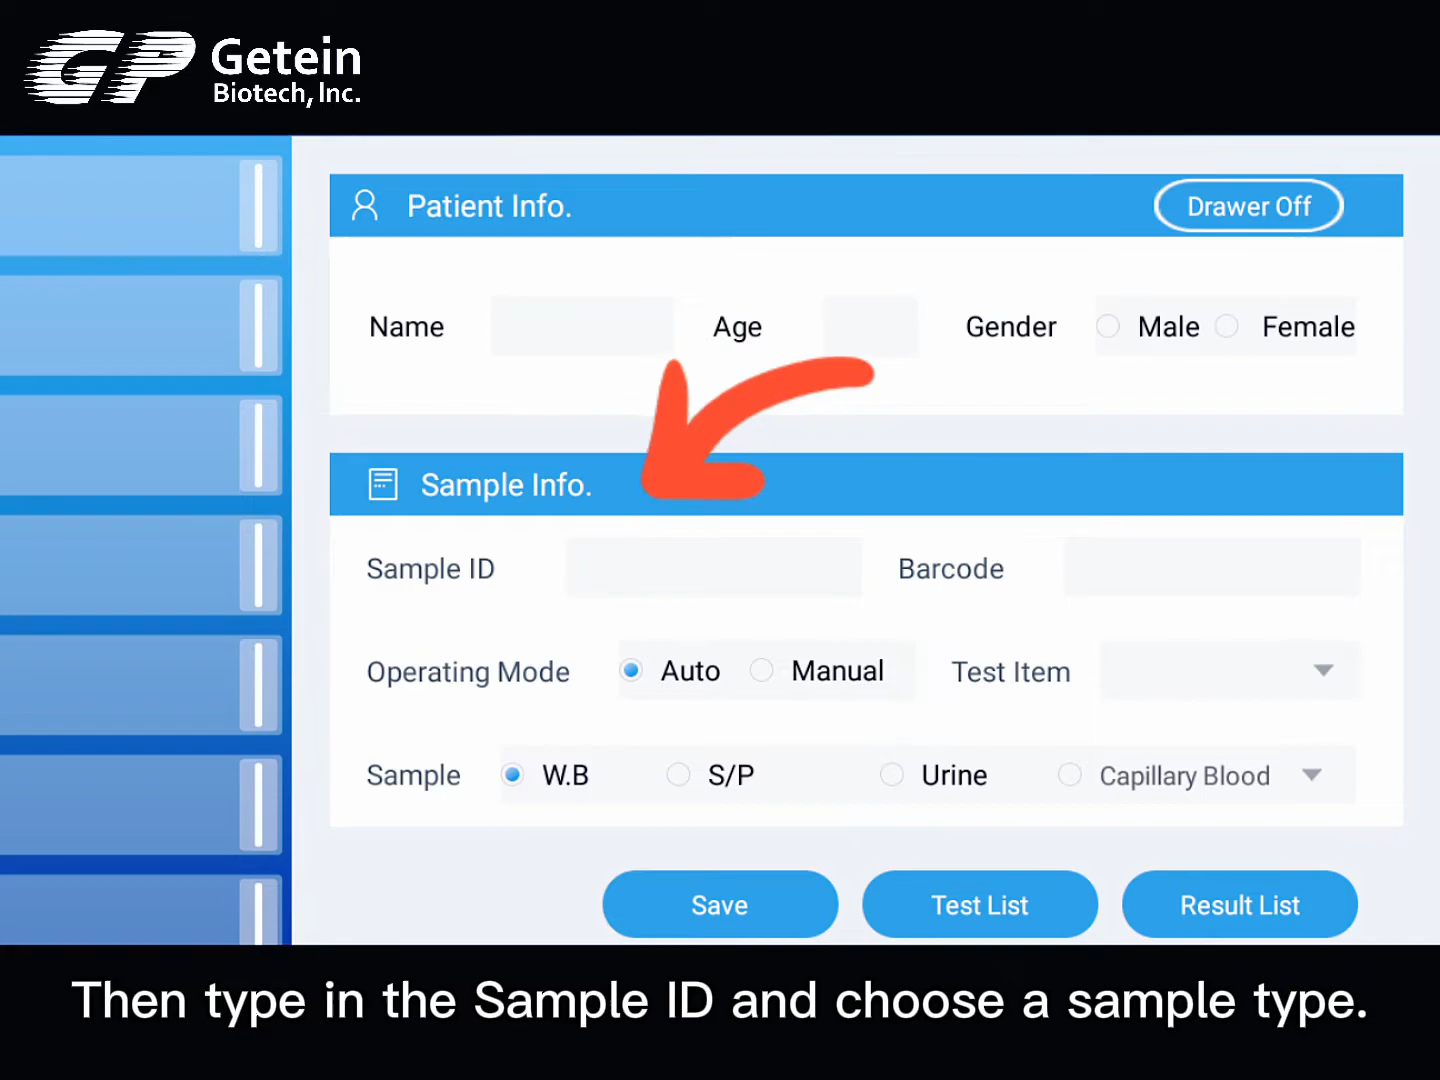 GP Getein
Biotech, Inc.
Patient Info.
Drawer Off
Name Age Gender Male Female
Sample Info.
Sample ID Barcode
Operating Mode Auto Manual Test Item
Sample W.B S/P Urine Capillary Blood
Save Test List Result List
Then type in the Sample ID and choose a sample type.